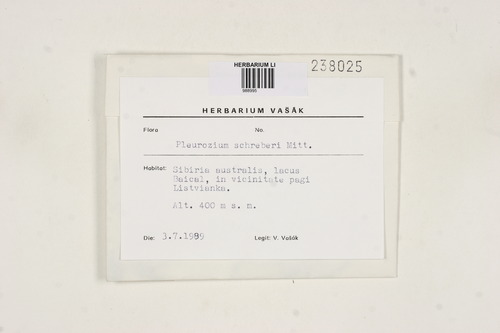 HERBARIUM LI
238025
HERBARIUM VAŠÁK
Flora No.
Pleurozium schreberi Mitt.
Habitat: Sibiria australis, lacus
Baical, in vicinitate pagi
Listvianka.
Alt. 400 m s. m.
Die: 3.7.1989 Legit: V. Vašák